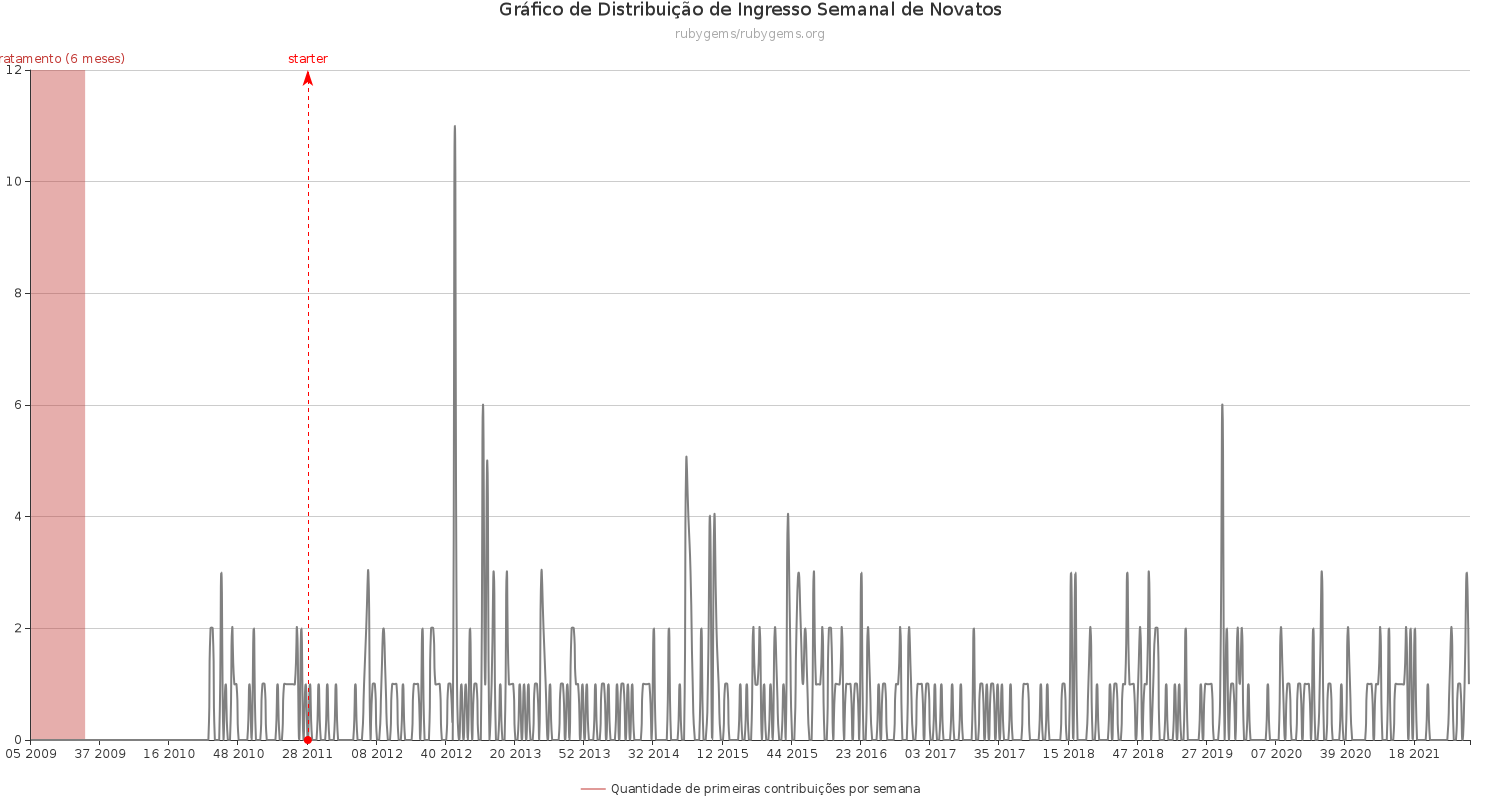 Gráfico de Distribuição de Ingresso Semanal de Novatos
rubygems/rubygems.org
ratamento (6 meses)
starter
12
10
8
6
4
2
0
05 2009 37 2009 16 2010 48 2010 28 2011 08 2012 40 2012 20 2013 52 2013 32 2014 12 2015 44 2015 23 2016 03 2017 35 2017 15 2018 47 2018 27 2019 07 2020 39 2020 18 2021
Quantidade de primeiras contribuições por semana